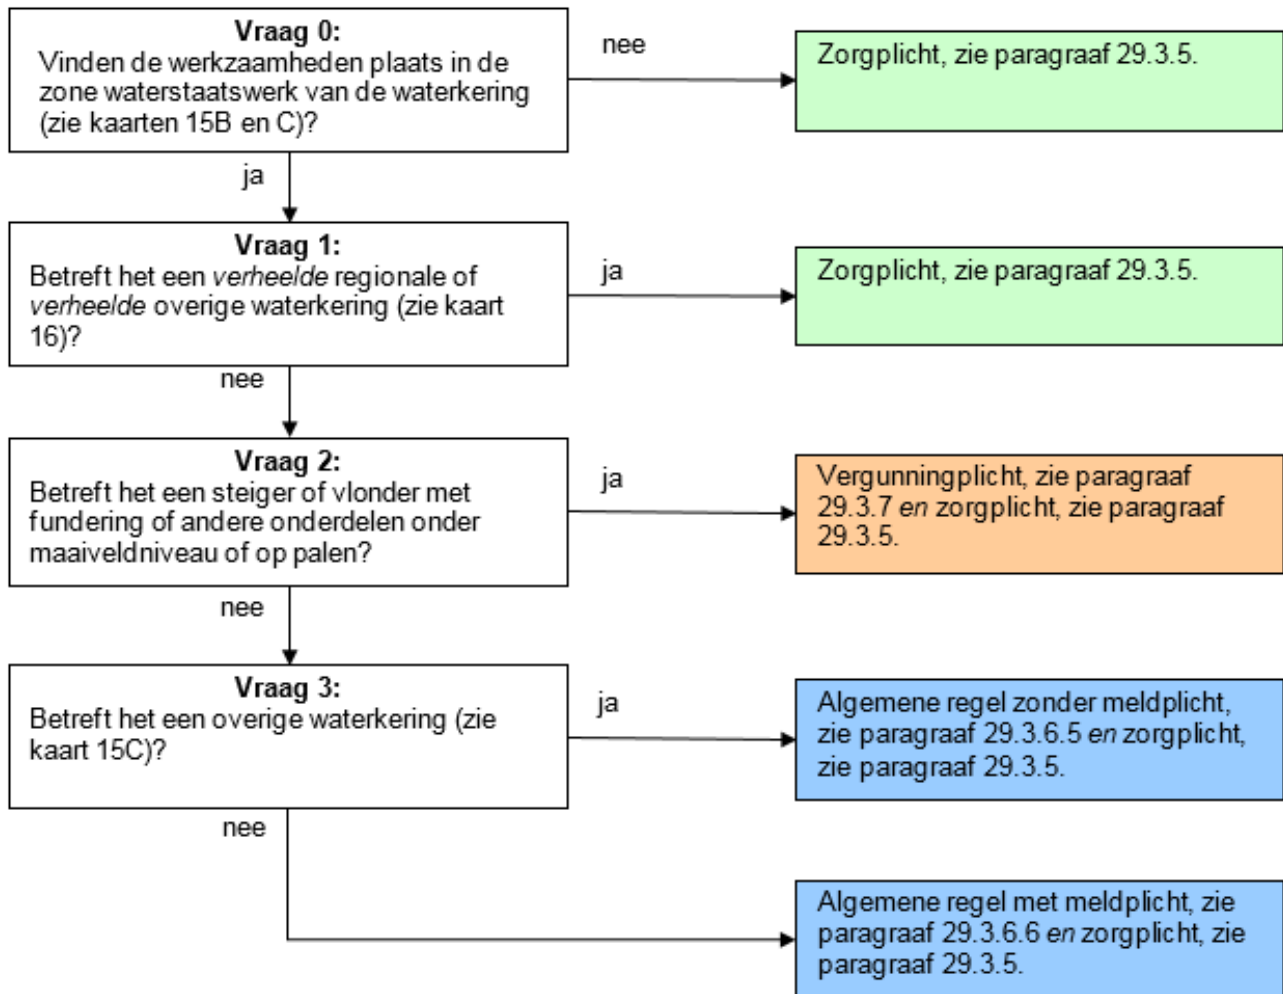 Vraag 0:
Vinden de werkzaamheden plaats in de
zone waterstaatswerk van de waterkering
(zie kaarten 15B en C)?
nee
Zorgplicht, zie paragraaf 29.3.5.
ja
Vraag 1:
Betreft het een verheelde regionale of
verheelde overige waterkering (zie kaart
16)?
ja
Zorgplicht, zie paragraaf 29.3.5.
nee
Vraag 2:
Betreft het een steiger of vlonder met
fundering of andere onderdelen onder
maaiveldniveau of op palen?
ja
Vergunningplicht, zie paragraaf
29.3.7 en zorgplicht, zie paragraaf
29.3.5.
nee
Vraag 3:
Betreft het een overige waterkering (zie
kaart 15C)?
ja
Algemene regel zonder meldplicht,
zie paragraaf 29.3.6.5 en zorgplicht,
zie paragraaf 29.3.5.
nee
Algemene regel met meldplicht, zie
paragraaf 29.3.6.6 en zorgplicht, zie
paragraaf 29.3.5.